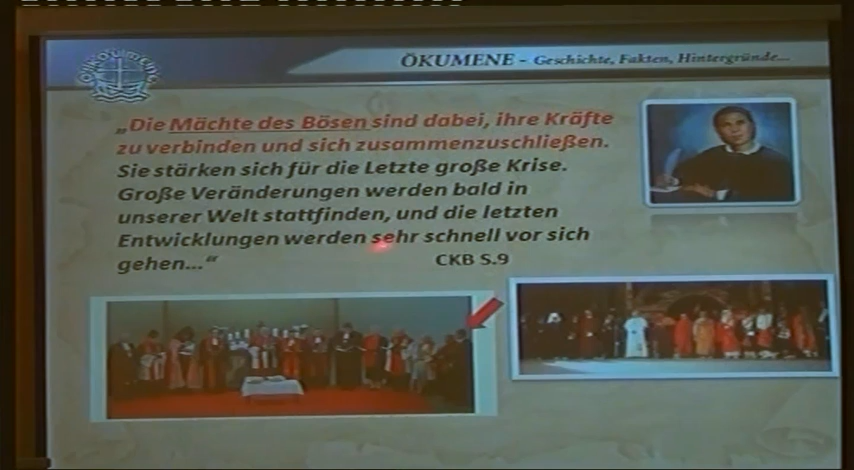 ÖKUMENE - Geschichte, Fakten, Hintergründe...
oikoumene
„Die Mächte des Bösen sind dabei, ihre Kräfte
zu verbinden und sich zusammenzuschließen.
Sie stärken sich für die Letzte große Krise.
Große Veränderungen werden bald in
unserer Welt stattfinden, und die letzten
Entwicklungen werden sehr schnell vor sich
gehen...“ CKB S.9